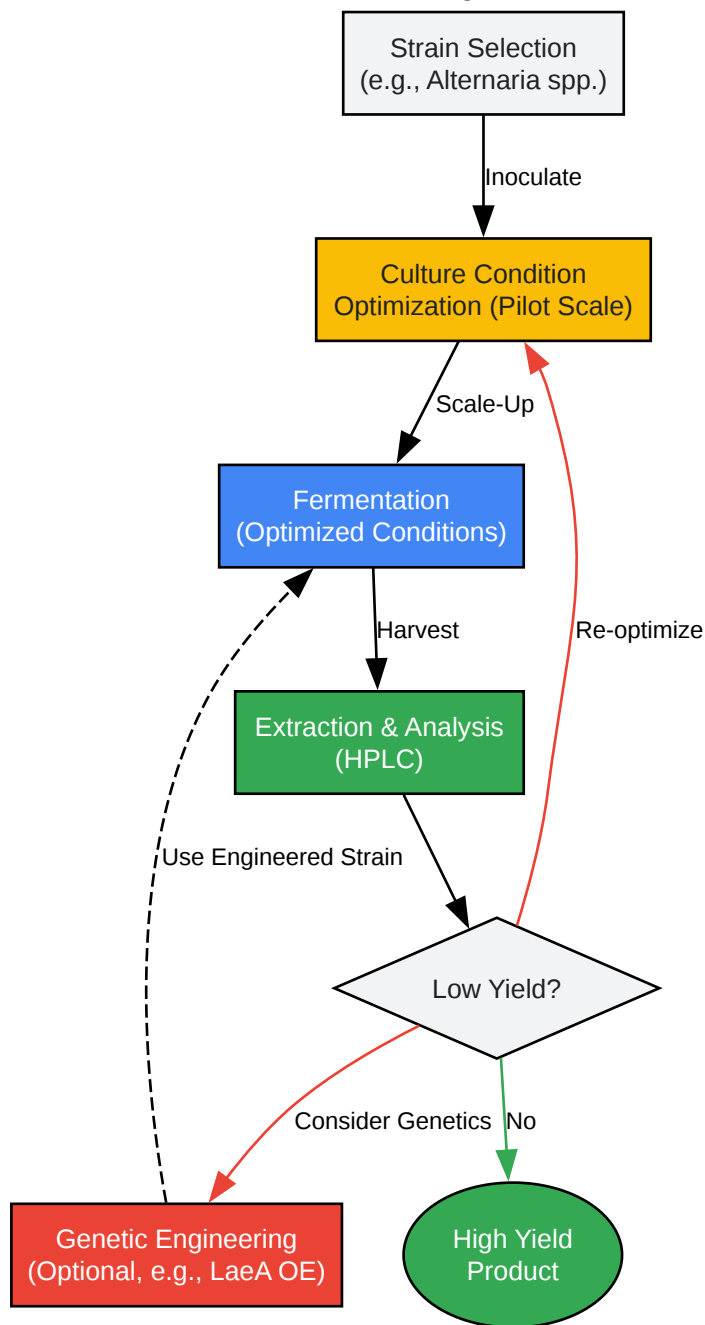 Strain Selection
(e.g., Alternaria spp.)
Inoculate
Culture Condition
Optimization (Pilot Scale)
Scale-Up
Fermentation
(Optimized Conditions)
Harvest
Re-optimize
Extraction & Analysis
(HPLC)
Use Engineered Strain
Low Yield?
Consider Genetics
No
Genetic Engineering
(Optional, e.g., LaeA OE)
High Yield
Product